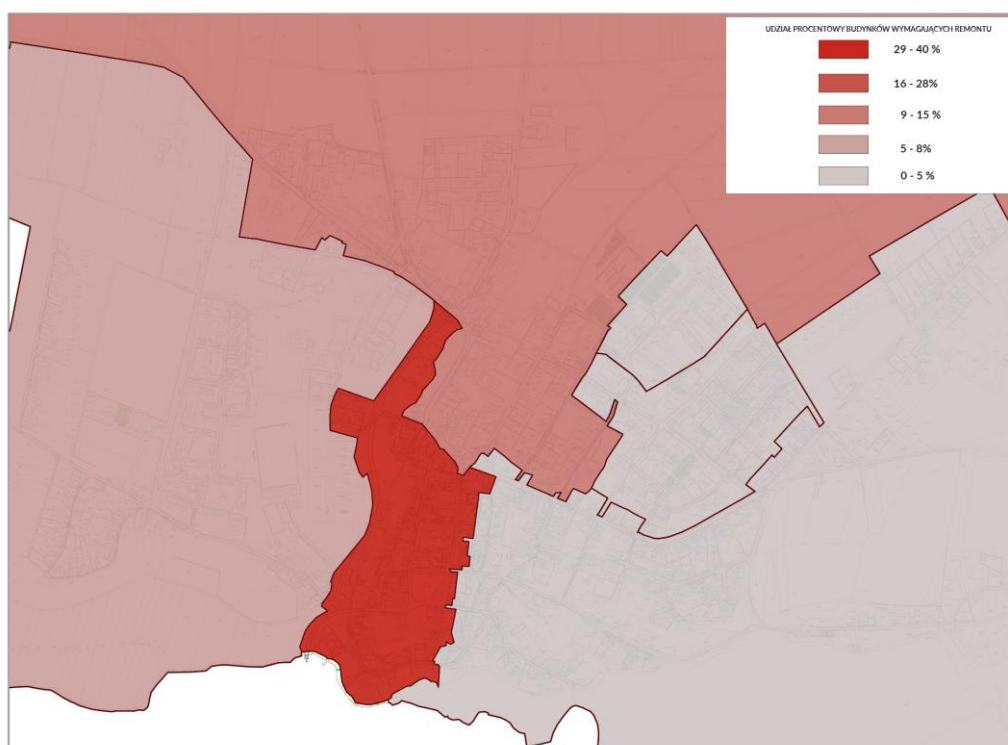 UDZIAŁ PROCENTOWY BUDYNKÓW WYMAGAJĄCYCH REMONTU
29 - 40 %
16 - 28%
9 - 15 %
5 - 8%
0 - 5 %